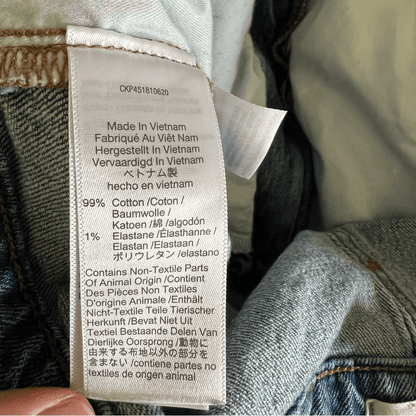 CKP451810620
Made In Vietnam
Fabriqué Au Viêt Nam
Hergestellt In Vietnam
Vervaardigd In Vietnam
ベトナム製
hecho en vietnam
99% Cotton /Coton /
Baumwolle /
Katoen /綿 /algodón
1% Elastane /Élasthanne /
Elastan /Elastaan /
ポリウレタン /elastano
Contains Non-Textile Parts
Of Animal Origin /Contient
Des Pièces Non Textiles
D'origine Animale /Enthält
Nicht-Textile Teile Tierischer
Herkunft /Bevat Niet Uit
Textiel Bestaande Delen Van
Dierlijke Oorsprong /動物に
由来する布地以外の部分を
含まない /contiene partes no
textiles de origen animal